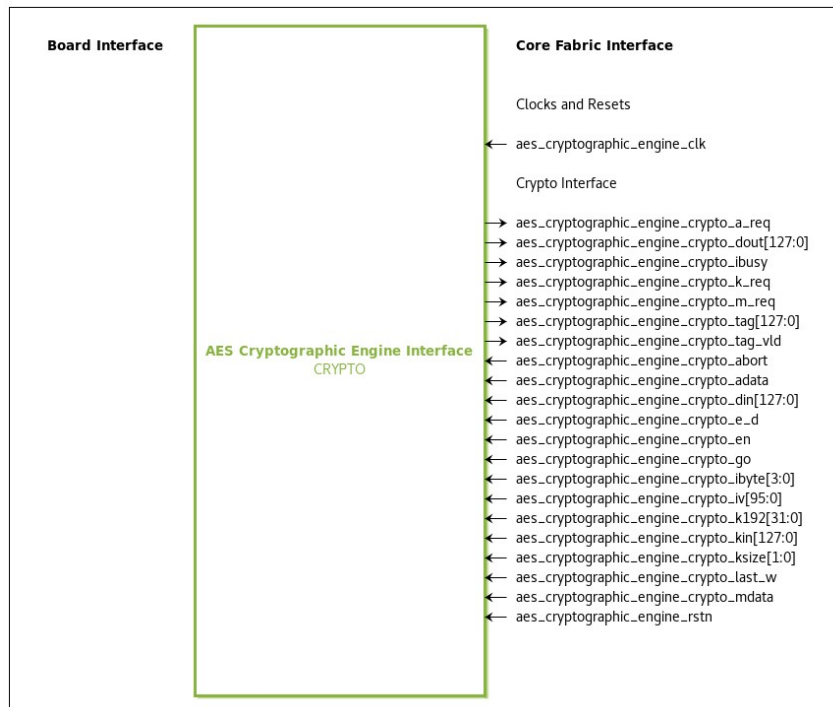 Board Interface
Core Fabric Interface
Clocks and Resets
aes_cryptographic_engine_clk
Crypto Interface
aes_cryptographic_engine_crypto_a_req
aes_cryptographic_engine_crypto_dout[127:0]
aes_cryptographic_engine_crypto_ibusy
aes_cryptographic_engine_crypto_k_req
aes_cryptographic_engine_crypto_m_req
aes_cryptographic_engine_crypto_tag[127:0]
aes_cryptographic_engine_crypto_tag_vld
AES Cryptographic Engine Interface
CRYPTO
aes_cryptographic_engine_crypto_abort
aes_cryptographic_engine_crypto_adata
aes_cryptographic_engine_crypto_din[127:0]
aes_cryptographic_engine_crypto_e_d
aes_cryptographic_engine_crypto_en
aes_cryptographic_engine_crypto_go
aes_cryptographic_engine_crypto_ibyte[3:0]
aes_cryptographic_engine_crypto_iv[95:0]
aes_cryptographic_engine_crypto_k192[31:0]
aes_cryptographic_engine_crypto_kin[127:0]
aes_cryptographic_engine_crypto_ksize[1:0]
aes_cryptographic_engine_crypto_last_w
aes_cryptographic_engine_crypto_mdata
aes_cryptographic_engine_rstn